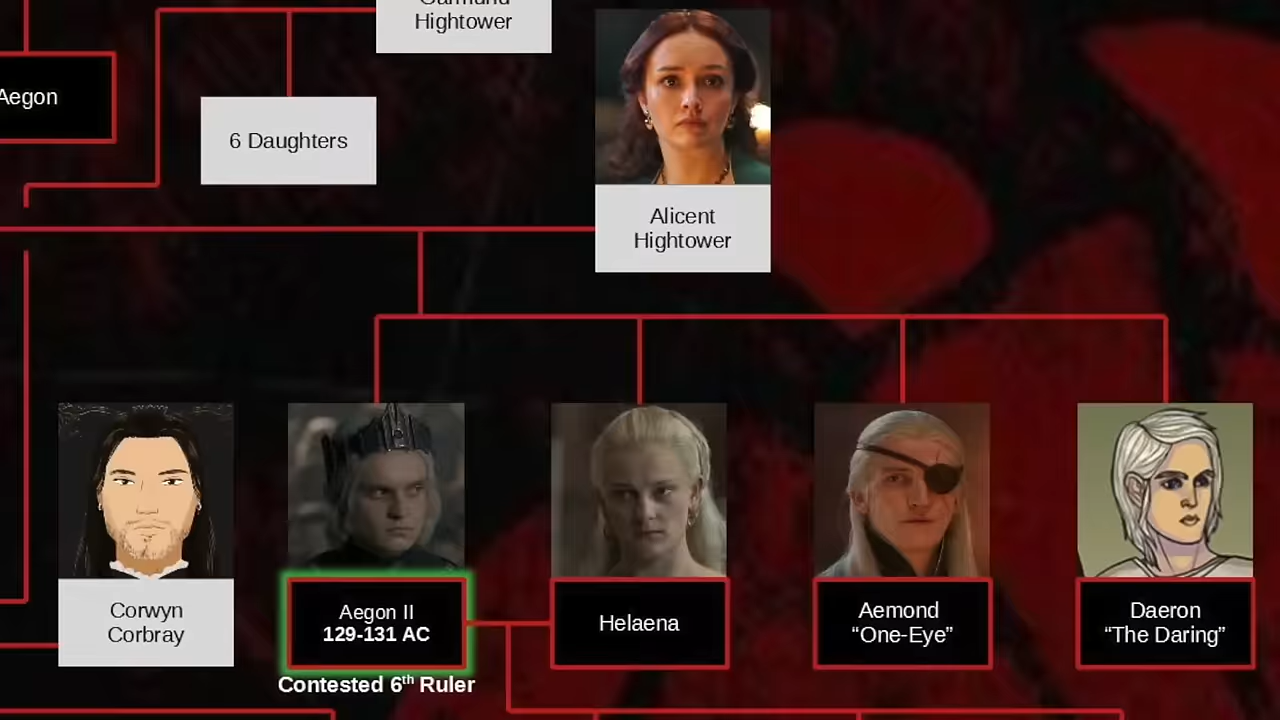 Hightower
Aegon
6 Daughters
Alicent
Hightower
Corwyn
Corbray
Aegon II
129-131 AC
Contested 6th Ruler
Helaena
Aemond
“One-Eye”
Daeron
“The Daring”